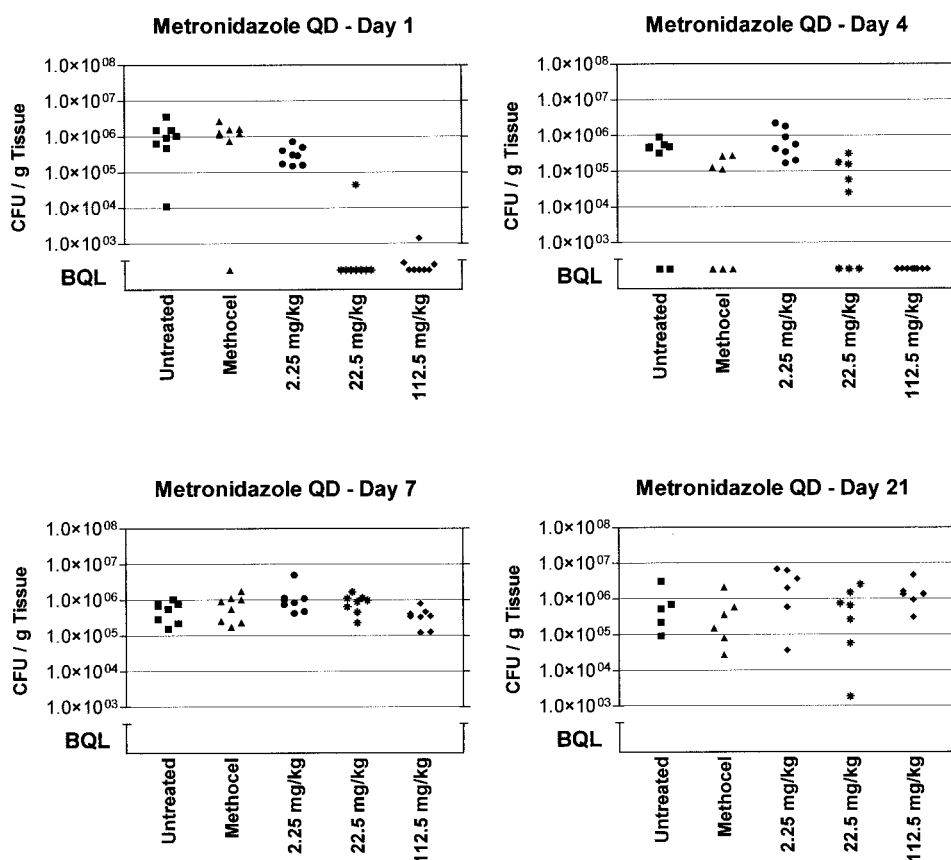 Metronidazole QD - Day 1
CFU / g Tissue
1.0×10⁰⁸
1.0×10⁰⁷
1.0×10⁰⁶
1.0×10⁰⁵
1.0×10⁰⁴
1.0×10⁰³
BQL
Untreated
Methocel
2.25 mg/kg
22.5 mg/kg
112.5 mg/kg
Metronidazole QD - Day 4
CFU / g Tissue
1.0×10⁰⁸
1.0×10⁰⁷
1.0×10⁰⁶
1.0×10⁰⁵
1.0×10⁰⁴
1.0×10⁰³
BQL
Untreated
Methocel
2.25 mg/kg
22.5 mg/kg
112.5 mg/kg
Metronidazole QD - Day 7
CFU / g Tissue
1.0×10⁰⁸
1.0×10⁰⁷
1.0×10⁰⁶
1.0×10⁰⁵
1.0×10⁰⁴
1.0×10⁰³
BQL
Untreated
Methocel
2.25 mg/kg
22.5 mg/kg
112.5 mg/kg
Metronidazole QD - Day 21
CFU / g Tissue
1.0×10⁰⁸
1.0×10⁰⁷
1.0×10⁰⁶
1.0×10⁰⁵
1.0×10⁰⁴
1.0×10⁰³
BQL
Untreated
Methocel
2.25 mg/kg
22.5 mg/kg
112.5 mg/kg